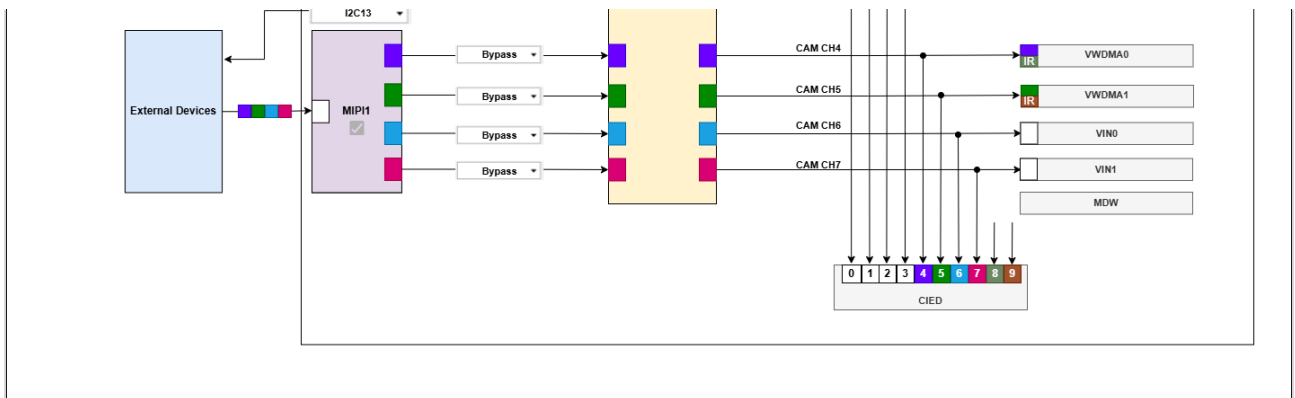 I2C13
External Devices
MIPI1
Bypass
Bypass
Bypass
Bypass
CAM CH4
CAM CH5
CAM CH6
CAM CH7
IR
VWDMA0
IR
VWDMA1
VIN0
VIN1
MDW
0 1 2 3 4 5 6 7 8 9
CIED